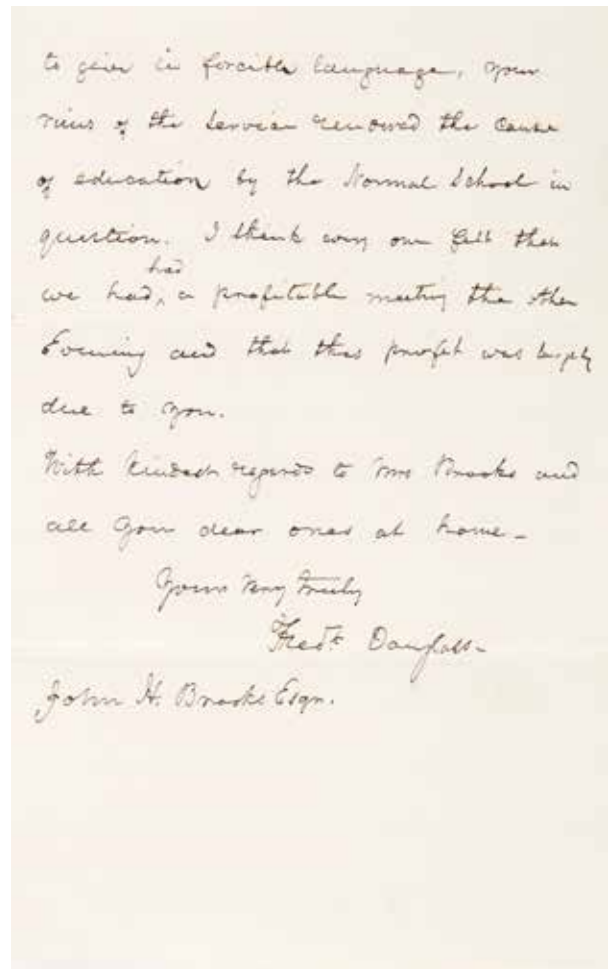 to give in forcible language, your
views of the service rendered the cause
of education by the Normal School in
question. I think every one felt that
had
we had, a profitable meeting the other
Evening and that this profit was largely
due to you.
With kindest regards to Mrs Brooks and
all your dear ones at home -
Yours very truly
Fredk Douglass -
John H. Brooks Esqr.